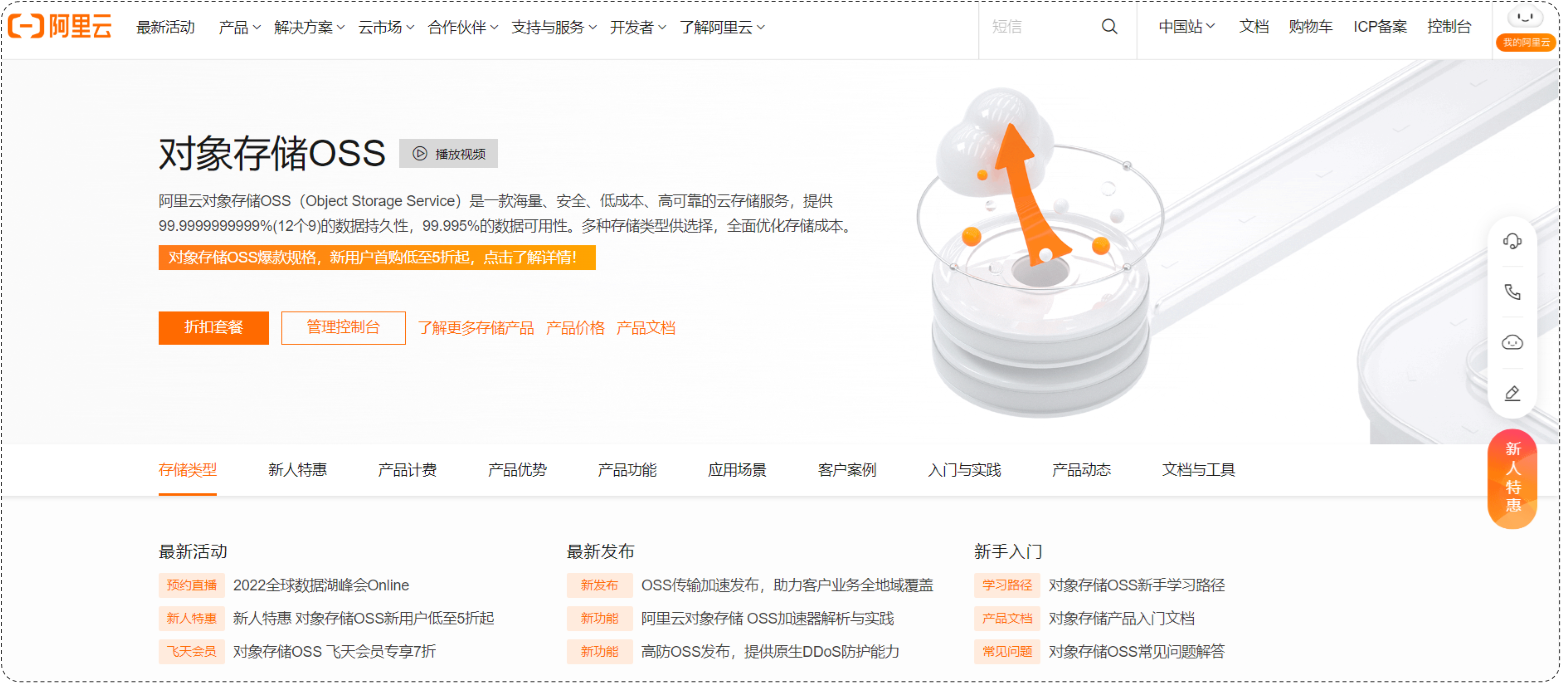 阿里云 最新活动 产品 解决方案 云市场 合作伙伴 支持与服务 开发者 了解阿里云 短信 中国站 文档 购物车 ICP备案 控制台
我的阿里云
对象存储OSS 播放视频
阿里云对象存储OSS（Object Storage Service）是一款海量、安全、低成本、高可靠的云存储服务，提供
99.9999999999%(12个9)的数据持久性，99.995%的数据可用性。多种存储类型供选择，全面优化存储成本。
对象存储OSS爆款规格，新用户首购低至5折起，点击了解详情！
折扣套餐 管理控制台 了解更多存储产品 产品价格 产品文档
存储类型 新人特惠 产品计费 产品优势 产品功能 应用场景 客户案例 入门与实践 产品动态 文档与工具
新人特惠
最新活动 最新发布 新手入门
预约直播 2022全球数据湖峰会Online 新发布 OSS传输加速发布，助力客户业务全地域覆盖 学习路径 对象存储OSS新手学习路径
新人特惠 新人特惠 对象存储OSS新用户低至5折起 新功能 阿里云对象存储 OSS加速器解析与实践 产品文档 对象存储产品入门文档
飞天会员 对象存储OSS 飞天会员专享7折 新功能 高防OSS发布，提供原生DDoS防护能力 常见问题 对象存储OSS常见问题解答